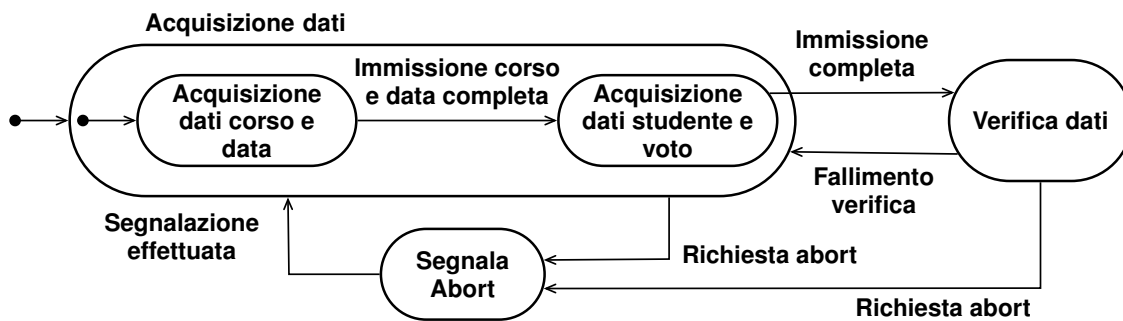 Acquisizione dati
Acquisizione
dati corso e
data
Immissione corso
e data completa
Acquisizione
dati studente e
voto
Immissione
completa
Verifica dati
Fallimento
verifica
Segnalazione
effettuata
Segnala
Abort
Richiesta abort
Richiesta abort